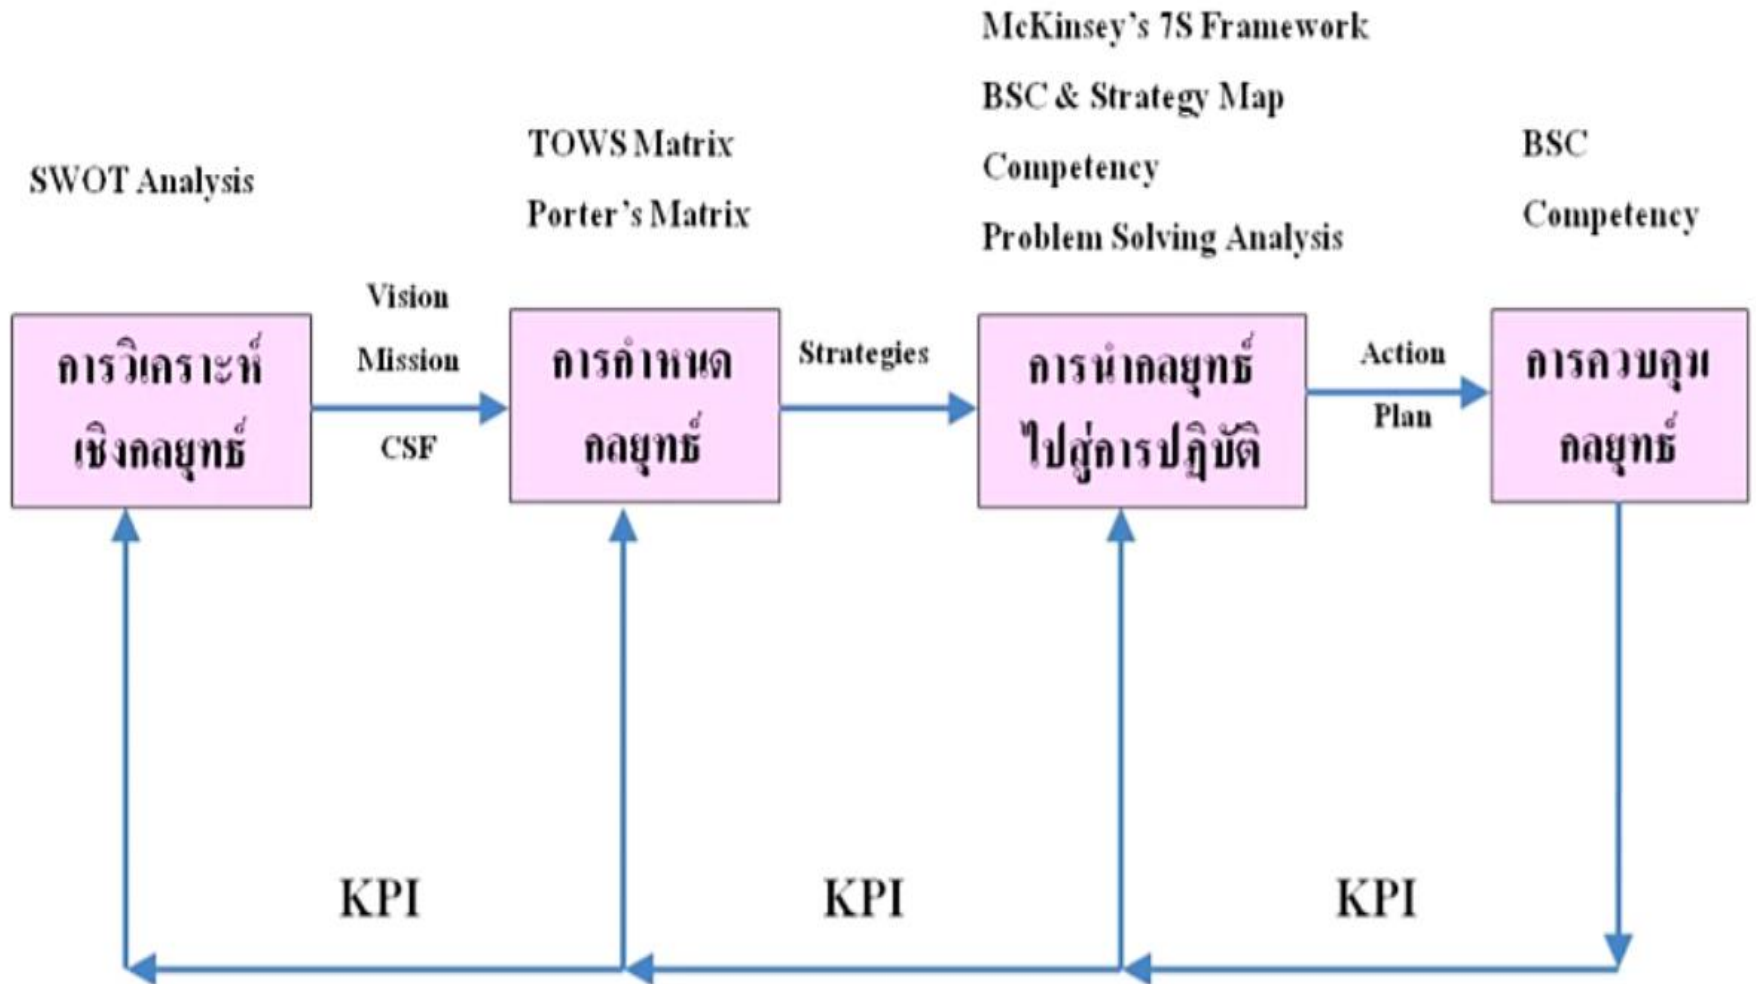 SWOT Analysis
TOWS Matrix
Porter's Matrix
McKinsey's 7S Framework
BSC & Strategy Map
Competency
Problem Solving Analysis
BSC
Competency
การวิเคราะห์
เชิงกลยุทธ์
Vision
Mission
CSF
การกำหนด
กลยุทธ์
Strategies
การนำกลยุทธ์
ไปสู่การปฏิบัติ
Action
Plan
การควบคุม
กลยุทธ์
KPI
KPI
KPI